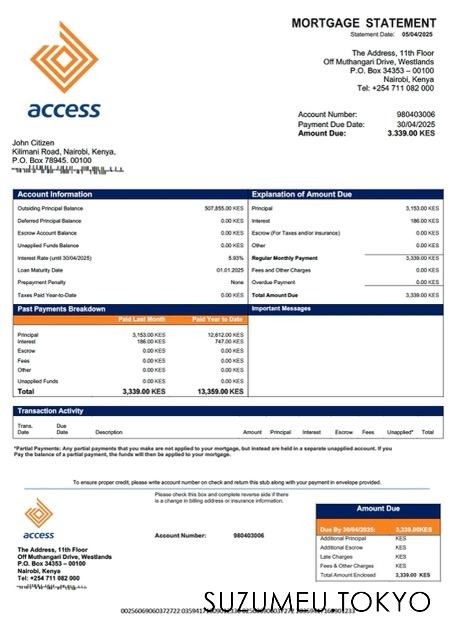 MORTGAGE STATEMENT
Statement Date: 05/04/2025
The Address, 11th Floor
Off Muthangari Drive, Westlands
P.O. Box 34353 – 00100
Nairobi, Kenya
Tel: +254 711 082 000
access
Account Number: 980403006
Payment Due Date: 30/04/2025
Amount Due: 3.339.00 KES
John Citizen
Kilimani Road, Nairobi, Kenya,
P.O. Box 78945. 00100
Account Information
Outsiding Principal Balance 507,855.00 KES
Deferred Principal Balance 0.00 KES
Escrow Account Balance 0.00 KES
Unapplied Funds Balance 0.00 KES
Interest Rate (until 30/04/2025) 5.93%
Loan Maturity Date 01.01.2025
Prepayment Penalty None
Taxes Paid Year-to-Date 0.00 KES
Explanation of Amount Due
Principal 3,153.00 KES
Interest 186.00 KES
Escrow (For Taxes and/or insurance) 0.00 KES
Other 0.00 KES
Regular Monthly Payment 3,339.00 KES
Fees and Other Charges 0.00 KES
Overdue Payment 0.00 KES
Total Amount Due 3,339.00 KES
Past Payments Breakdown
Paid Last Month Paid Year to Date
Principal 3,153.00 KES 12,612.00 KES
Interest 186.00 KES 747.00 KES
Escrow 0.00 KES 0.00 KES
Fees 0.00 KES 0.00 KES
Other 0.00 KES 0.00 KES
Unapplied Funds 0.00 KES 0.00 KES
Total 3,339.00 KES 13,359.00 KES
Important Messages
Transaction Activity
Trans. Date Due Date Description Amount Principal Interest Escrow Fees Unapplied* Total
*Partial Payments: Any partial payments that you make are not applied to your mortgage, but instead are held in a separate unapplied account. If you
Pay the balance of a partial payment, the funds will then be applied to your mortgage.
To ensure proper credit, please write account number on check and return this stub along with your payment in envelope provided.
Please check this box and complete reverse side if there
is a change in billing address or insurance information.
access
Account Number: 980403006
The Address, 11th Floor
Off Muthangari Drive, Westlands
P.O. Box 34353 – 00100
Nairobi, Kenya
Tel: +254 711 082 000
Amount Due
Due By 30/04/2025: 3,339.00KES
Additional Principal KES
Additional Escrow KES
Late Charges KES
Fees & Other Charges KES
Total Amount Enclosed 3,339.00 KES
SUZUMEU TOKYO